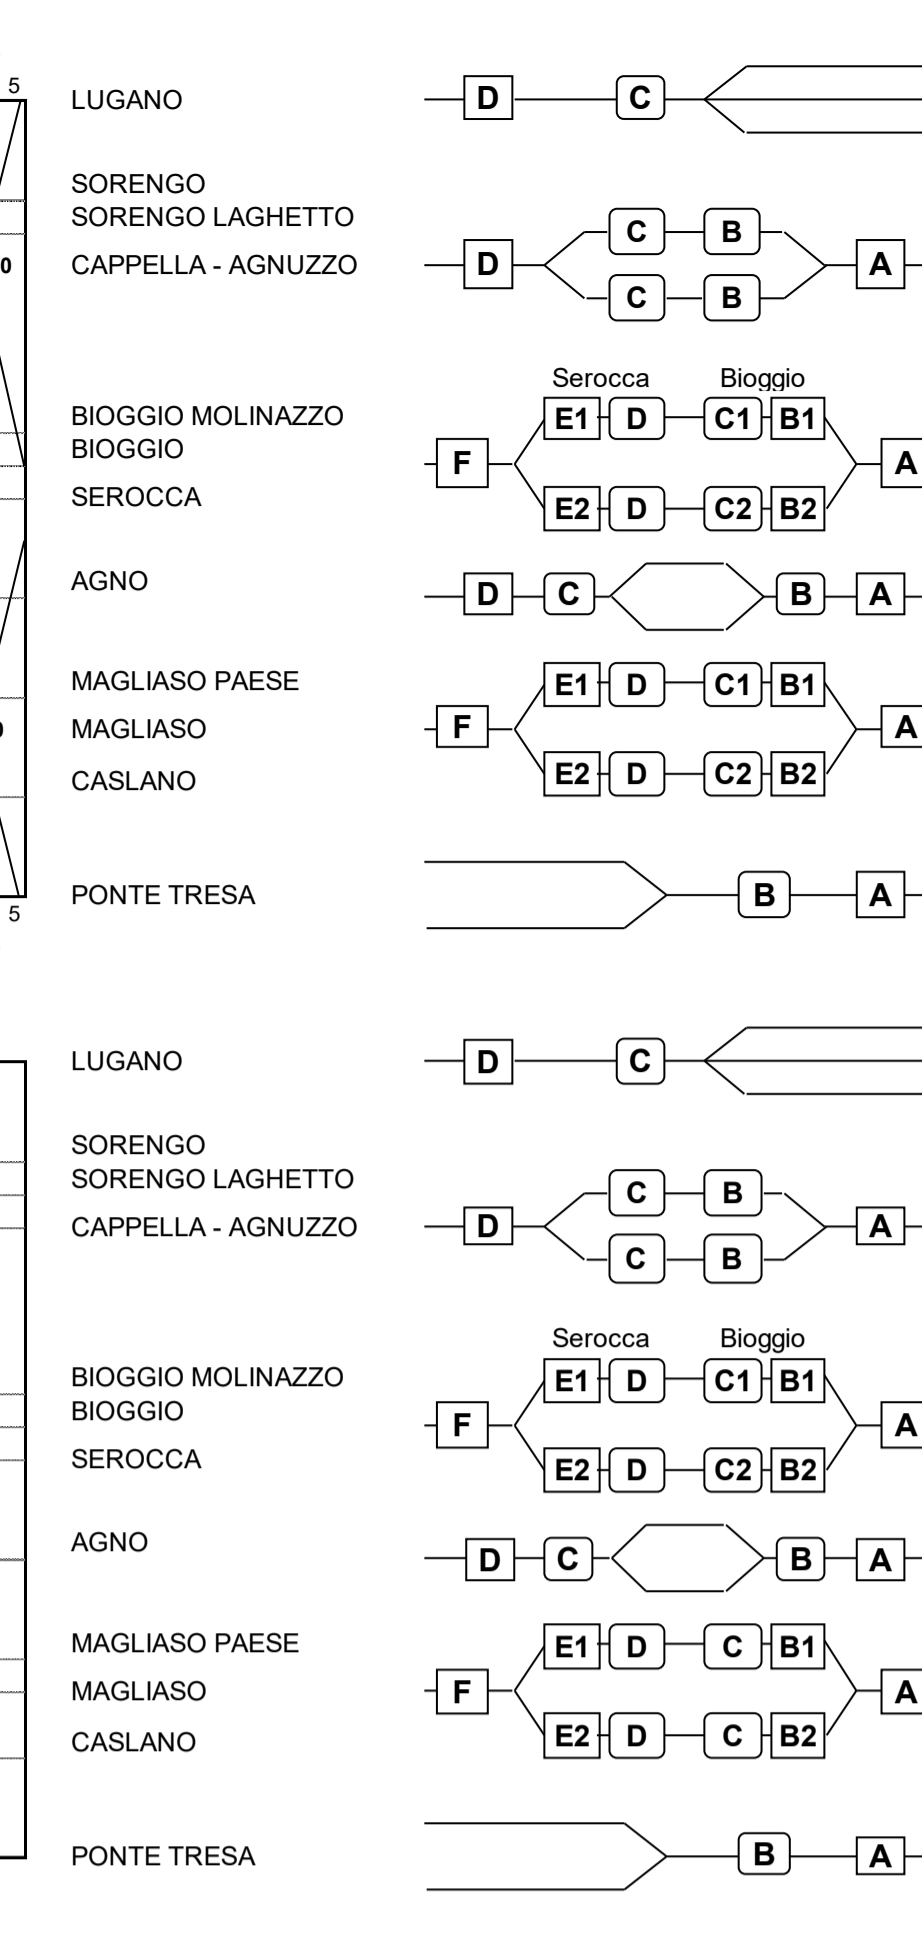 5
LUGANO
D C
SORENGO
SORENGO LAGHETTO
C B
0
CAPPELLA - AGNUZZO
D A
C B
Serocca Bioggio
BIOGGIO MOLINAZZO
E1 D C1 B1
BIOGGIO
F A
SEROCCA
E2 D C2 B2
AGNO
D C B A
MAGLIASO PAESE
E1 D C1 B1
MAGLIASO
F A
CASLANO
E2 D C2 B2
PONTE TRESA
B A
5
LUGANO
D C
SORENGO
SORENGO LAGHETTO
C B
CAPPELLA - AGNUZZO
D A
C B
Serocca Bioggio
BIOGGIO MOLINAZZO
E1 D C1 B1
BIOGGIO
F A
SEROCCA
E2 D C2 B2
AGNO
D C B A
MAGLIASO PAESE
E1 D C B1
MAGLIASO
F A
CASLANO
E2 D C B2
PONTE TRESA
B A